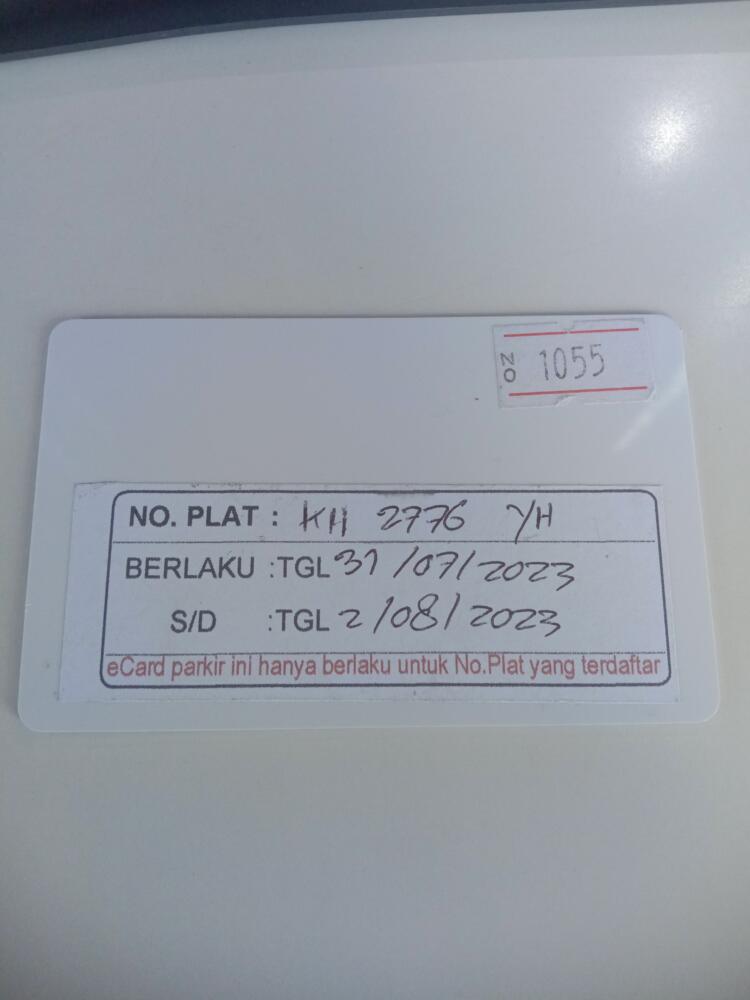 NO 1055
NO. PLAT : KH 2776 YH
BERLAKU :TGL 31/07/2023
S/D :TGL 2/08/2023
eCard parkir ini hanya berlaku untuk No.Plat yang terdaftar